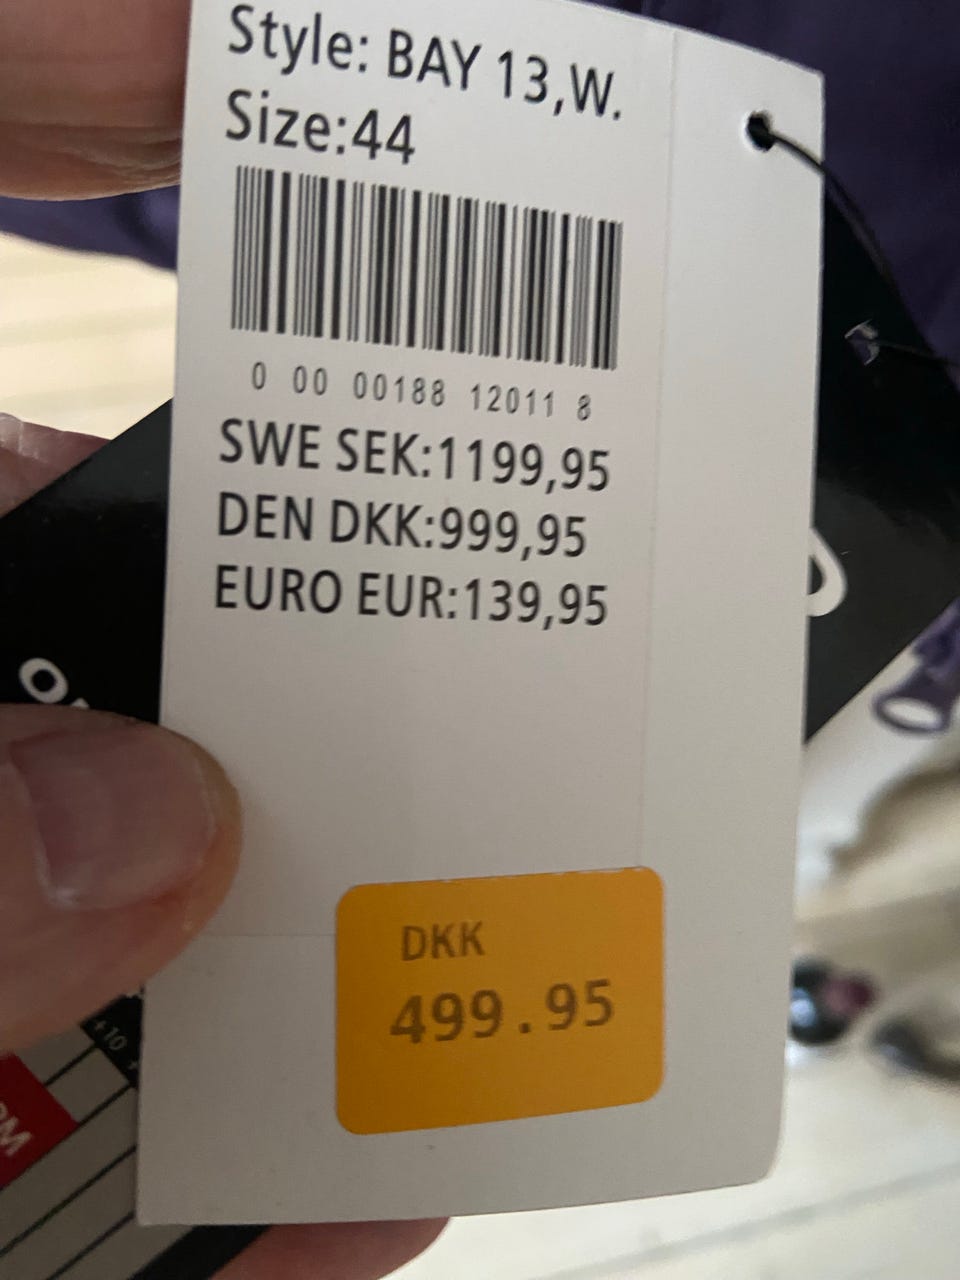 Style: BAY 13,W.
Size:44
0 00 00188 12011 8
SWE SEK:1199,95
DEN DKK:999,95
EURO EUR:139,95
DKK
499.95
+10